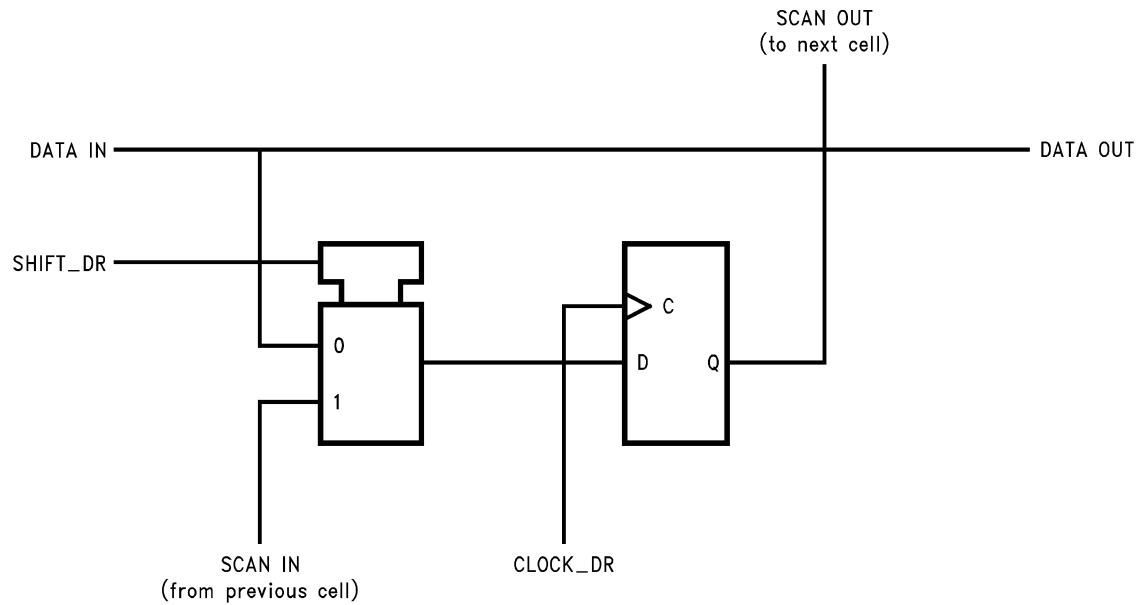 SCAN OUT
(to next cell)
DATA IN
DATA OUT
SHIFT_DR
C
0
D
Q
1
SCAN IN
(from previous cell)
CLOCK_DR